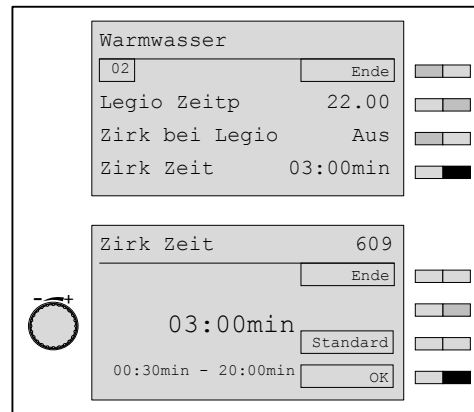 Warmwasser
02 Ende
Legio Zeitp 22.00
Zirk bei Legio Aus
Zirk Zeit 03:00min
Zirk Zeit 609
Ende
- +
03:00min
Standard
00:30min - 20:00min OK